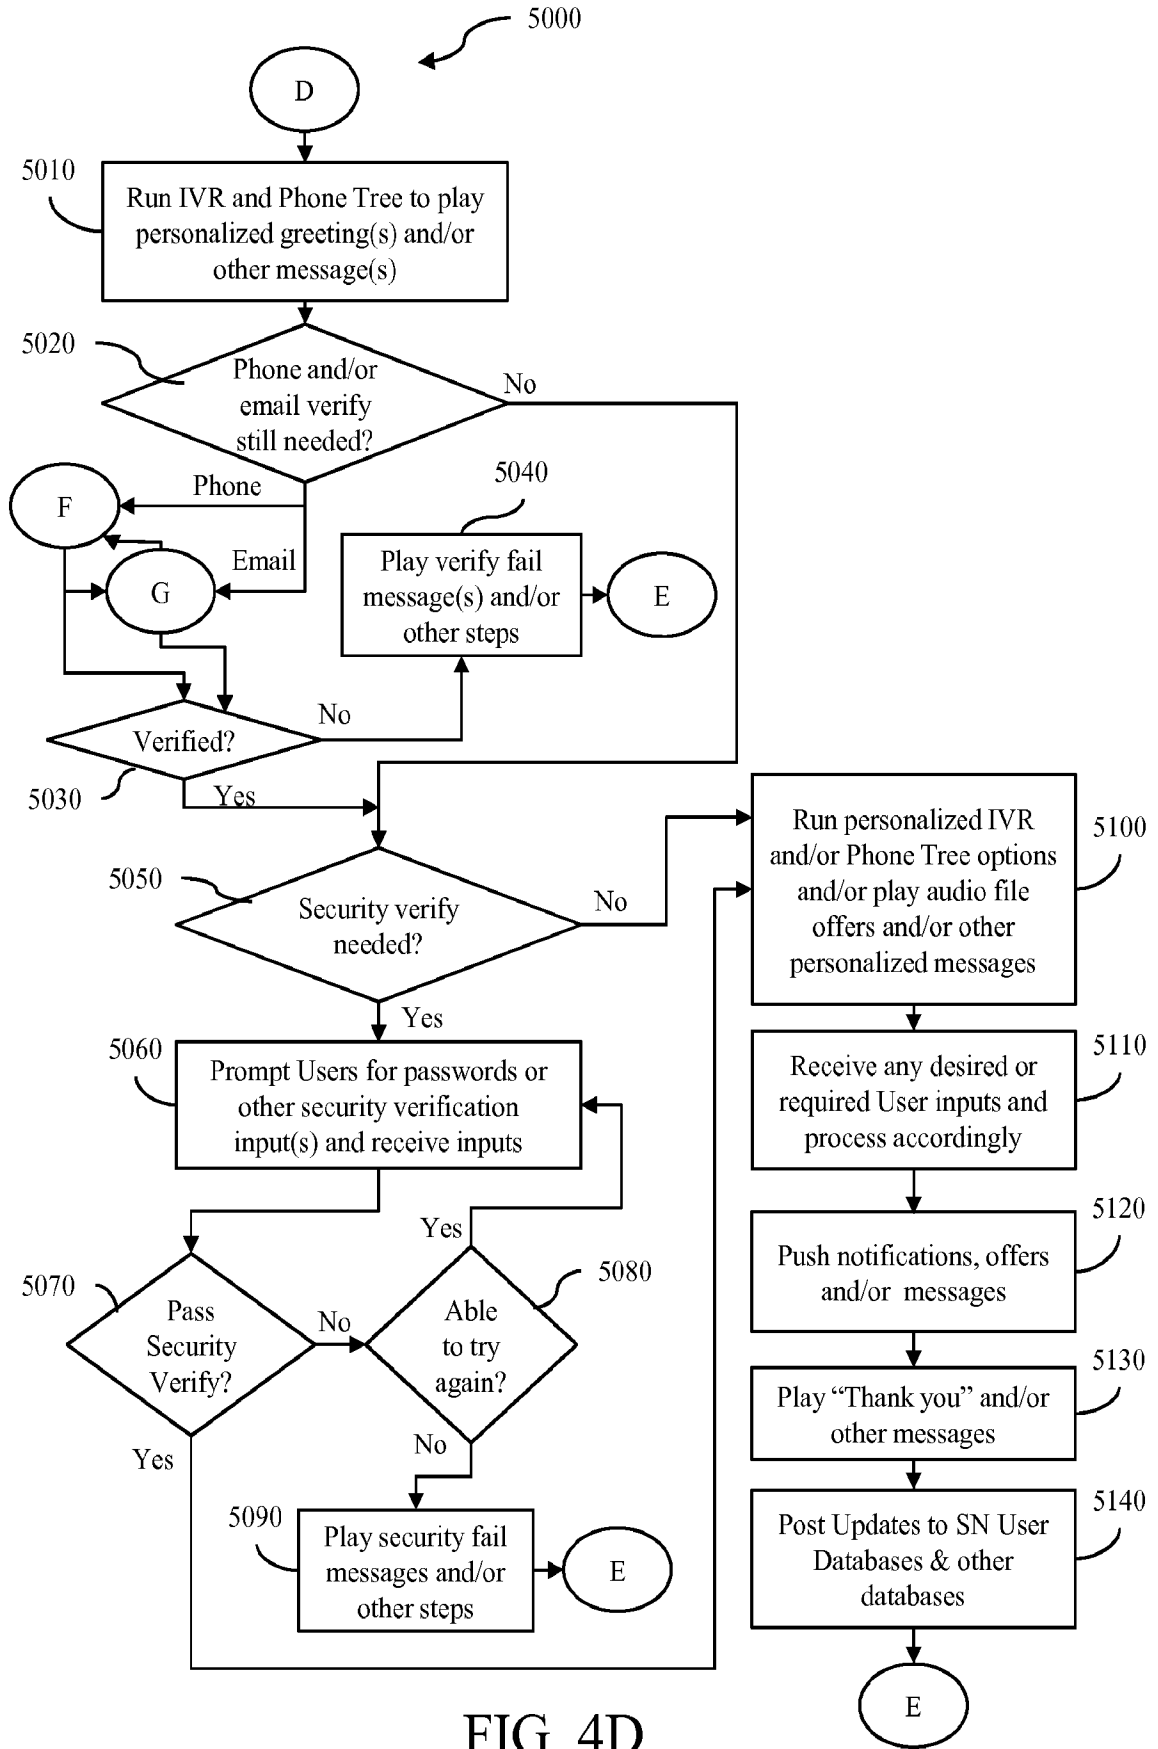 5000
D
5010
Run IVR and Phone Tree to play
personalized greeting(s) and/or
other message(s)
5020
Phone and/or
email verify
still needed?
No
Phone
F
Email
G
5040
Play verify fail
message(s) and/or
other steps
E
Verified?
No
5030
Yes
5050
Security verify
needed?
No
Yes
5060
Prompt Users for passwords or
other security verification
input(s) and receive inputs
5070
Pass
Security
Verify?
No
Yes
5080
Able
to try
again?
Yes
No
5090
Play security fail
messages and/or
other steps
E
5100
Run personalized IVR
and/or Phone Tree options
and/or play audio file
offers and/or other
personalized messages
5110
Receive any desired or
required User inputs and
process accordingly
5120
Push notifications, offers
and/or messages
5130
Play “Thank you” and/or
other messages
5140
Post Updates to SN User
Databases & other
databases
E
FIG. 4D